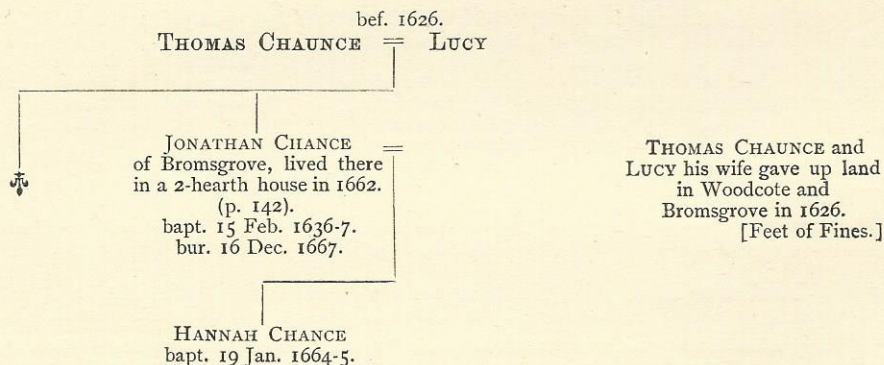 bef. 1626.
THOMAS CHAUNCE = LUCY
JONATHAN CHANCE =
of Bromsgrove, lived there
in a 2-hearth house in 1662.
(p. 142).
bapt. 15 Feb. 1636-7.
bur. 16 Dec. 1667.
THOMAS CHAUNCE and
LUCY his wife gave up land
in Woodcote and
Bromsgrove in 1626.
[Feet of Fines.]
HANNAH CHANCE
bapt. 19 Jan. 1664-5.